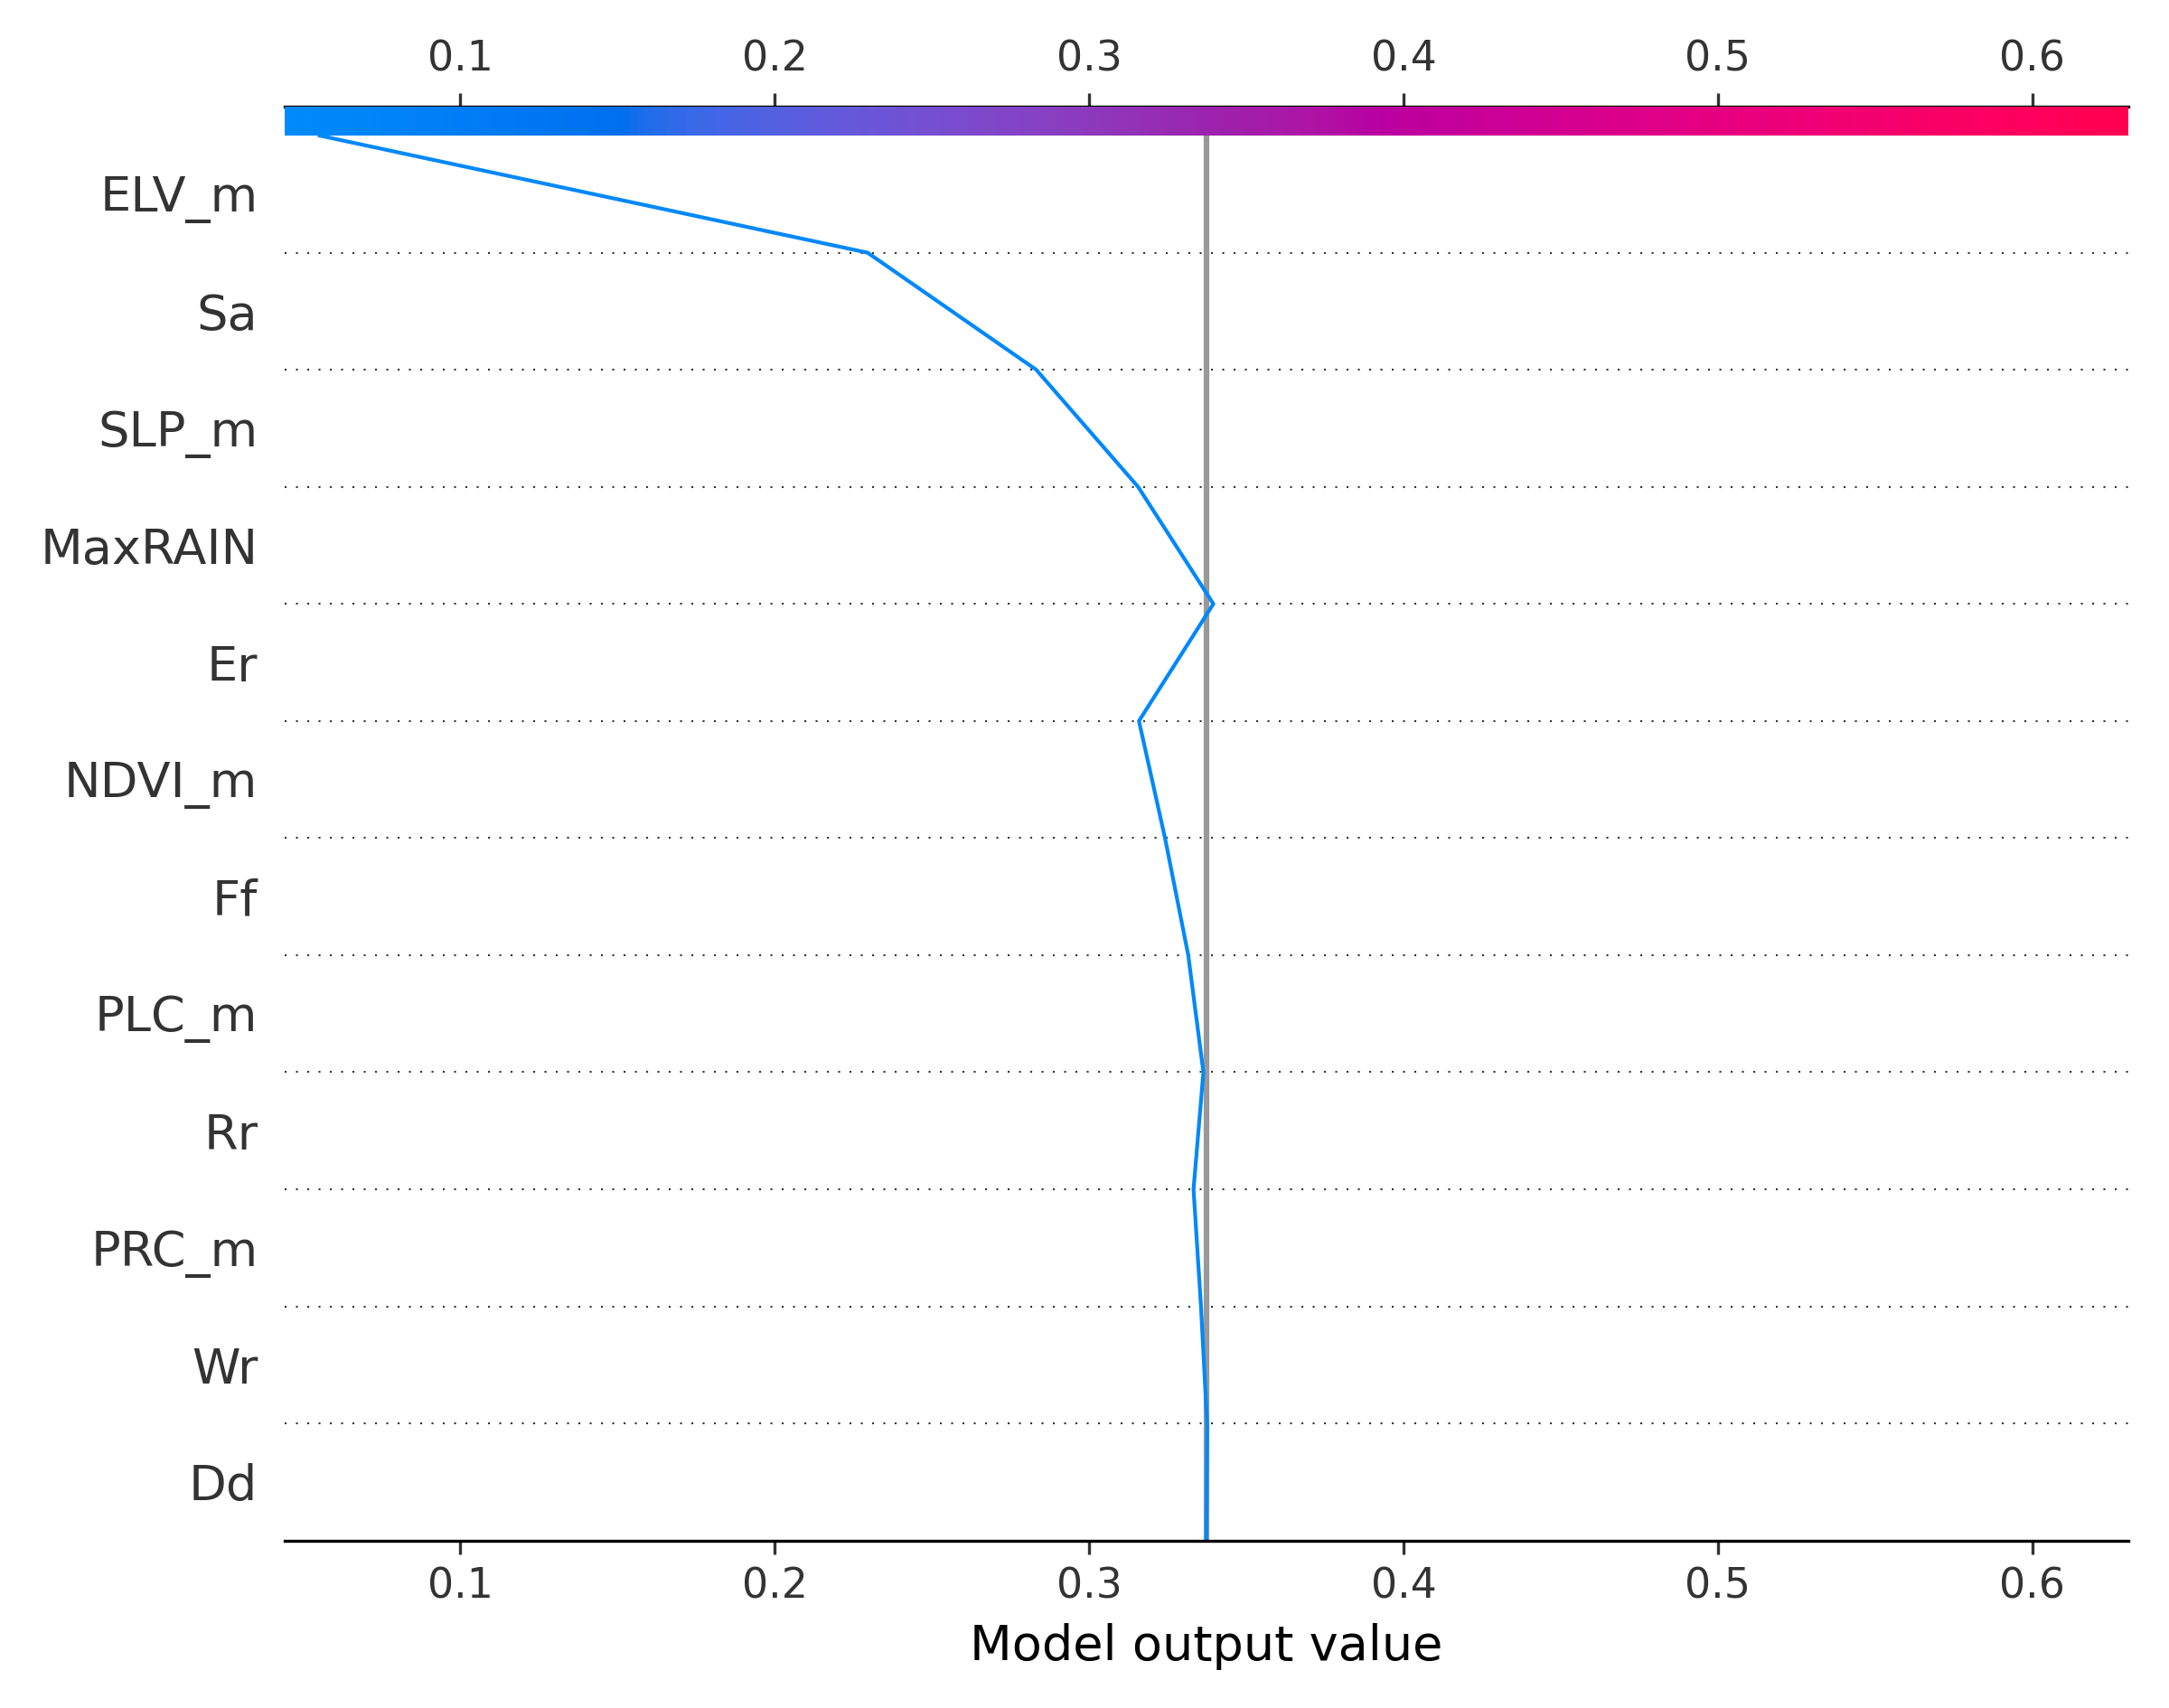 0.1 0.2 0.3 0.4 0.5 0.6
ELV_m
Sa
SLP_m
MaxRAIN
Er
NDVI_m
Ff
PLC_m
Rr
PRC_m
Wr
Dd
0.1 0.2 0.3 0.4 0.5 0.6
Model output value